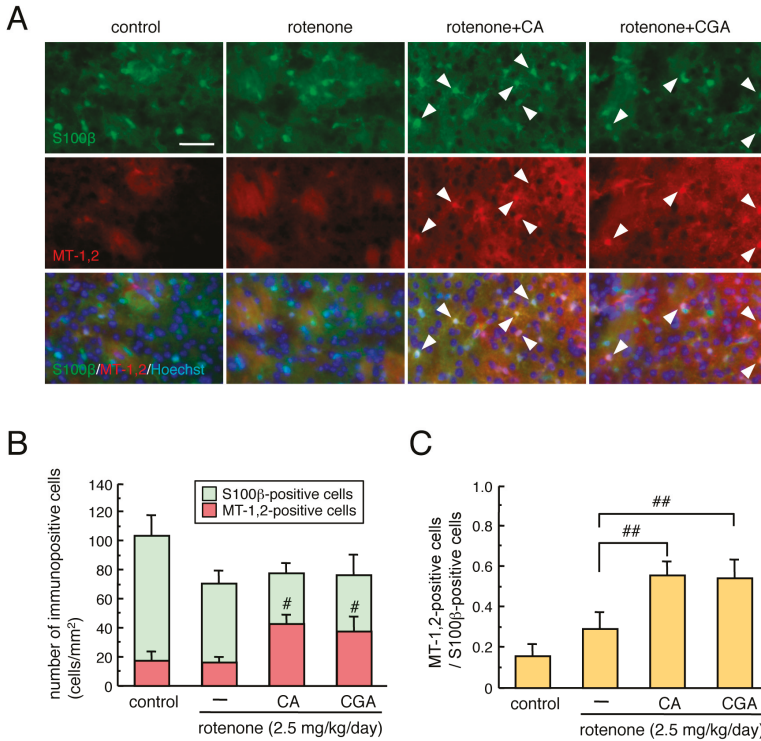 A
control rotenone rotenone+CA rotenone+CGA
S100β
MT-1,2
S100β/MT-1,2/Hoechst
B
number of immunopositive cells
(cells/mm²)
140
120
100
80
60
40
20
0
S100β-positive cells
MT-1,2-positive cells
# #
control — CA CGA
rotenone (2.5 mg/kg/day)
C
MT-1,2-positive cells
/ S100β-positive cells
1.0
0.8
0.6
0.4
0.2
0
##
##
control — CA CGA
rotenone (2.5 mg/kg/day)